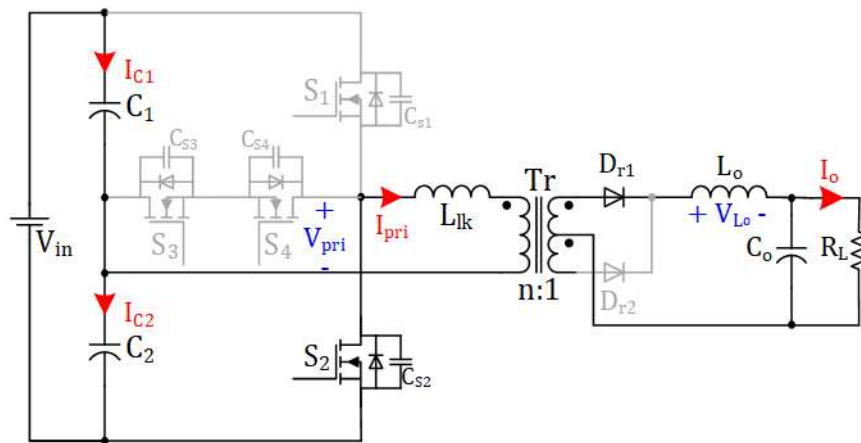 I_C1
S_1
C_1
C_s1
C_S3
C_S4
D_r1
L_o
I_o
Tr
+
+ V_Lo -
V_in
S_3
S_4
V_pri
I_pri
L_lk
C_o
R_L
-
n:1
D_r2
I_C2
C_2
S_2
C_S2